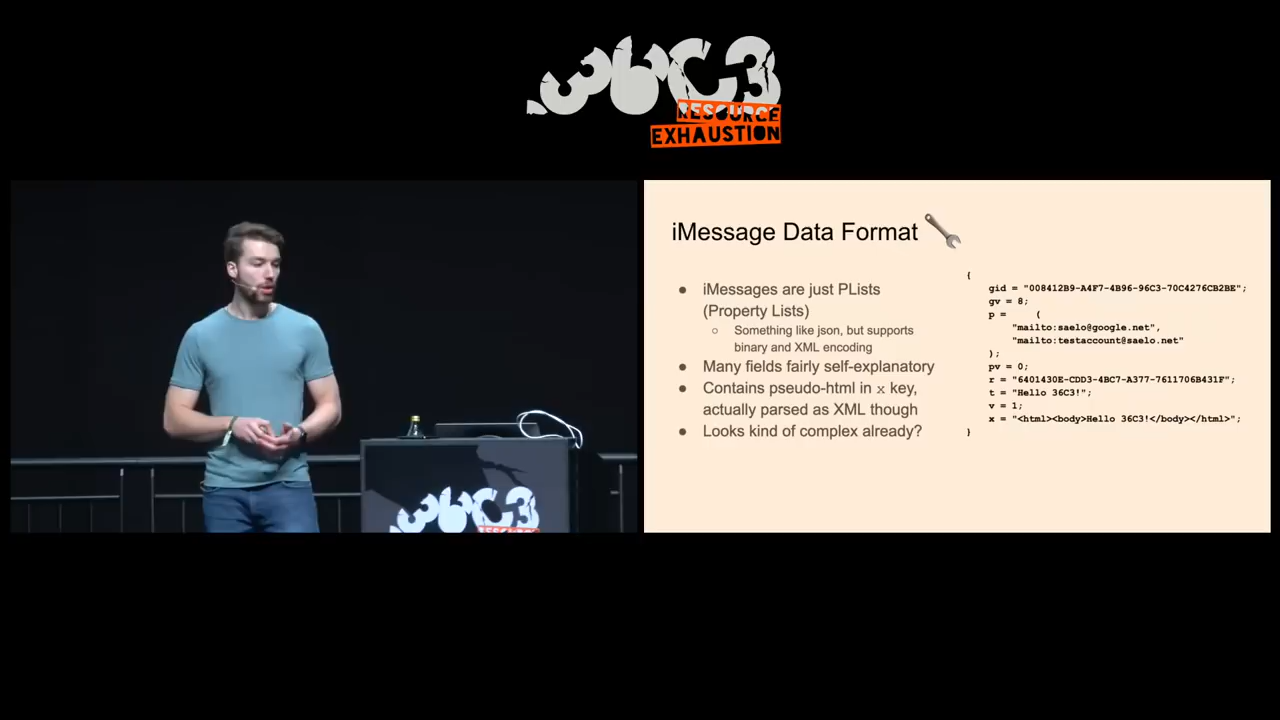 36C3
RESOURCE
EXHAUSTION
iMessage Data Format
iMessages are just PLists
(Property Lists)
Something like json, but supports
binary and XML encoding
Many fields fairly self-explanatory
Contains pseudo-html in x key,
actually parsed as XML though
Looks kind of complex already?
{
gid = "008412B9-A4F7-4B96-96C3-70C4276CB2BE";
gv = 8;
p = (
"mailto:saelo@google.net",
"mailto:testaccount@saelo.net"
);
pv = 0;
r = "6401430E-CDD3-4BC7-A377-7611706B431F";
t = "Hello 36C3!";
v = 1;
x = "<html><body>Hello 36C3!</body></html>";
}
36C3